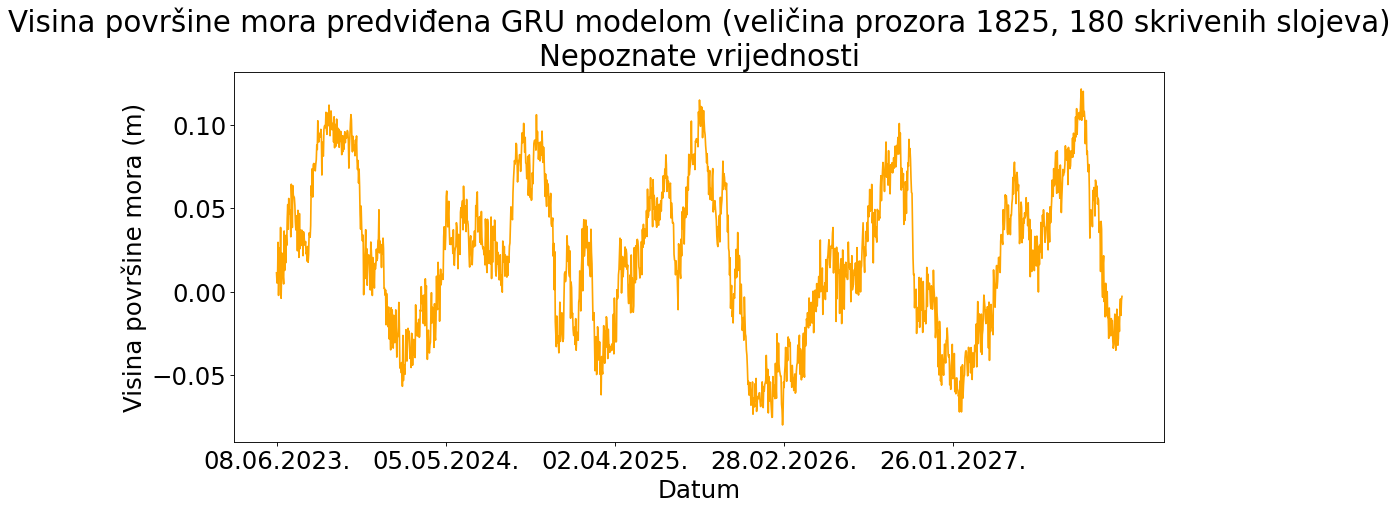 Visina površine mora predviđena GRU modelom (veličina prozora 1825, 180 skrivenih slojeva)
Nepoznate vrijednosti
Visina površine mora (m)
0.10
0.05
0.00
−0.05
08.06.2023. 05.05.2024. 02.04.2025. 28.02.2026. 26.01.2027.
Datum